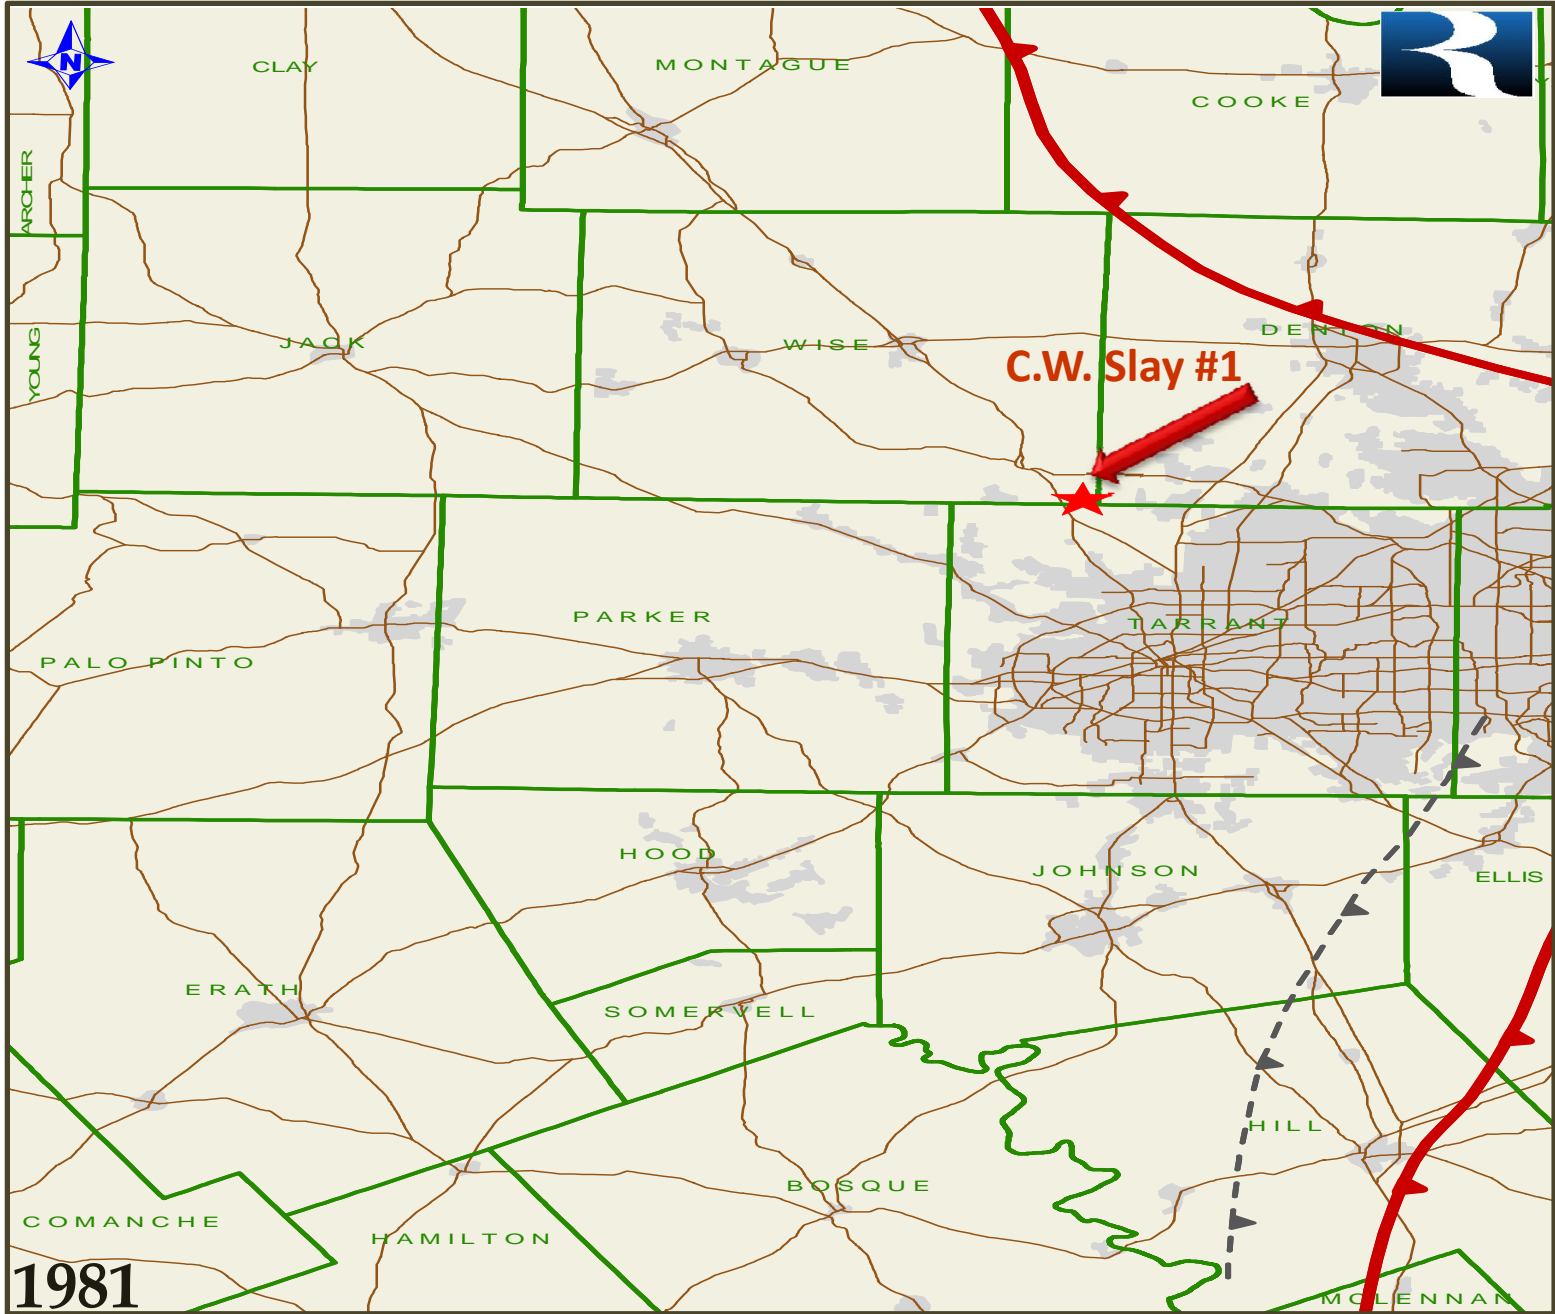 N
CLAY
MONTAGUE
COOKE
ARCHER
YOUNG
JACK
WISE
DENTON
C.W. Slay #1
PARKER
TARRANT
PALO PINTO
HOOD
JOHNSON
ELLIS
ERATH
SOMERVELL
HILL
BOSQUE
COMANCHE
HAMILTON
1981
MCLENNAN